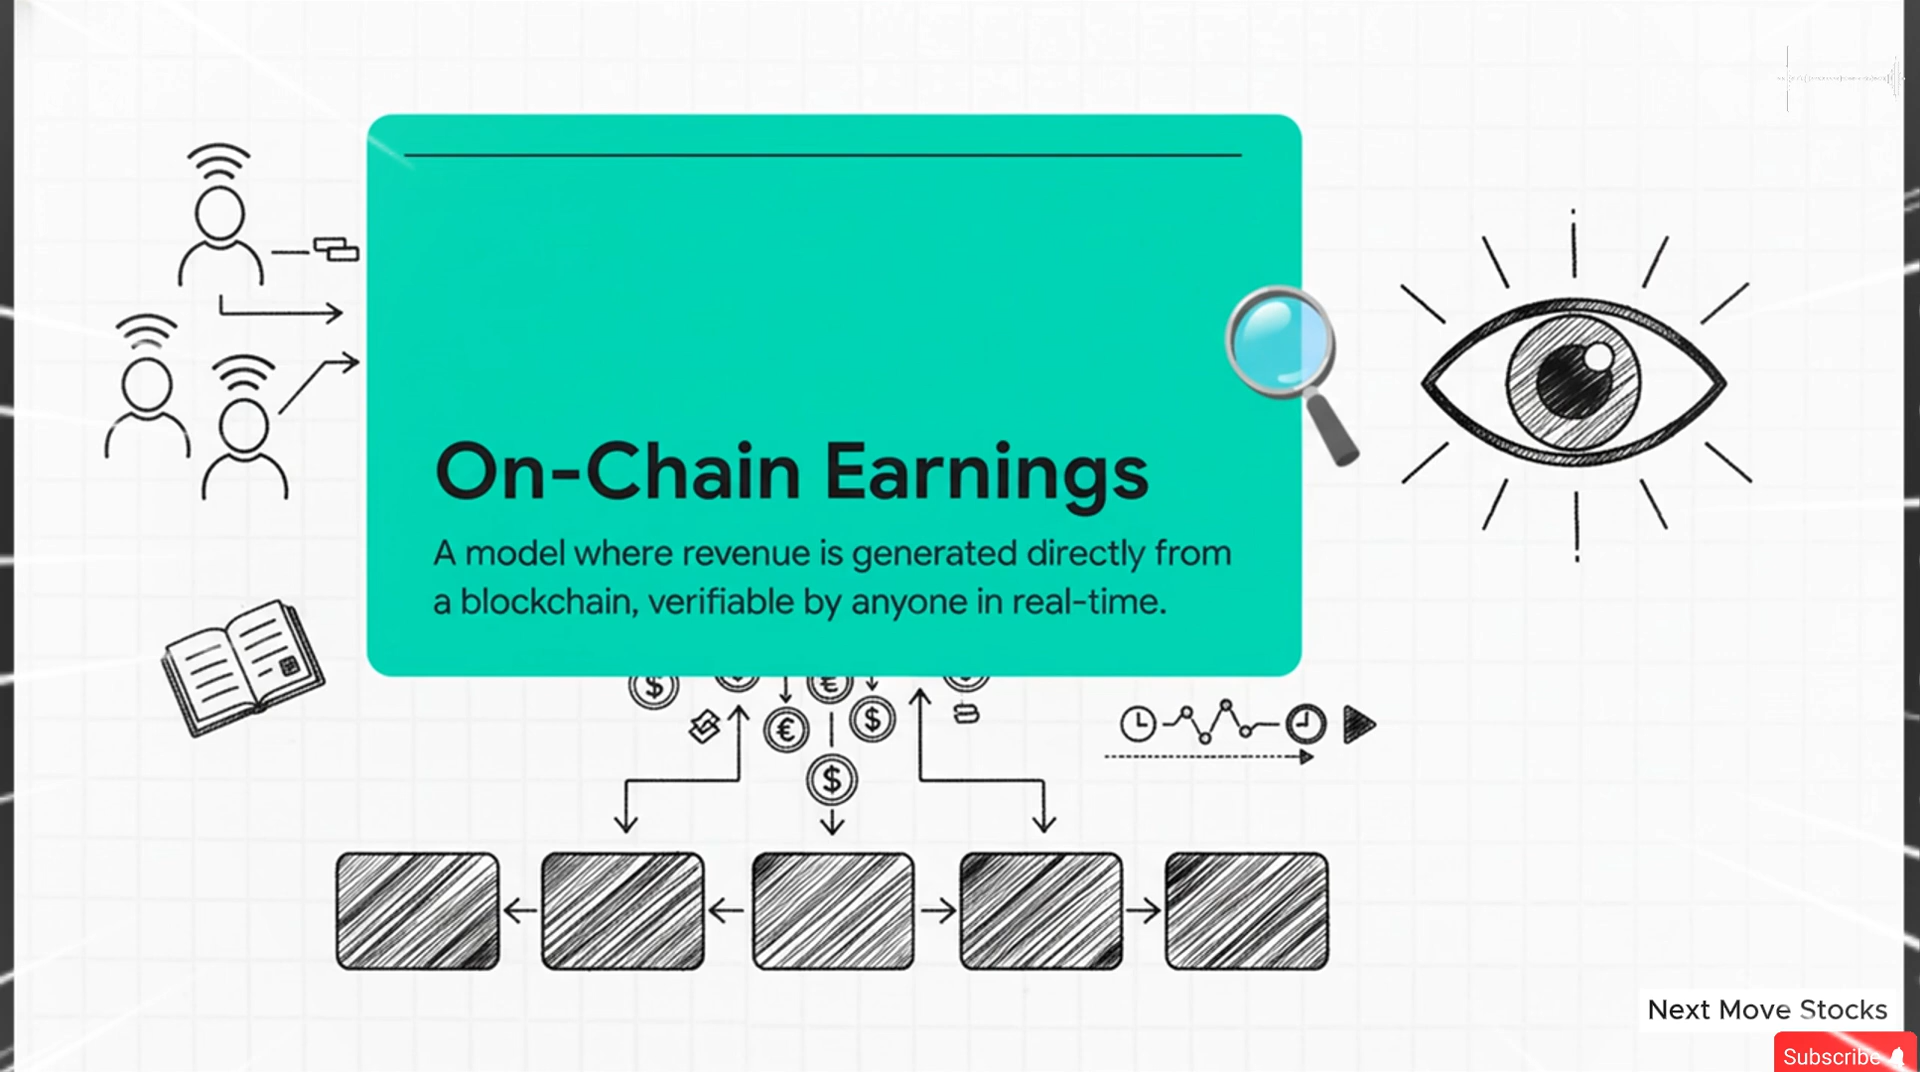 On-Chain Earnings
A model where revenue is generated directly from
a blockchain, verifiable by anyone in real-time.
$
€
$
€
$
Next Move Stocks
Subscribe